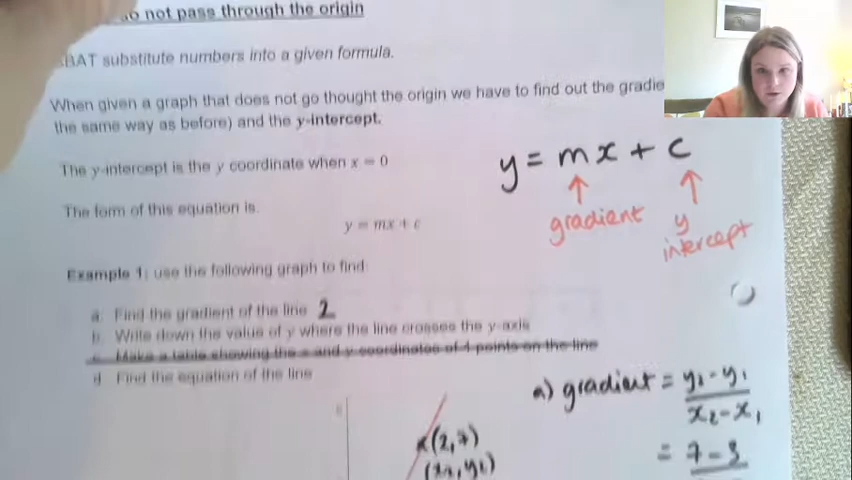 not pass through the origin
substitute numbers into a given formula.
When given a graph that does not go thought the origin we have to find out the
the same way as before) and the y-intercept.
The y-intercept is the y coordinate when x = 0
The form of this equation is.
y = mx + c
y = mx + c
gradient
y
intercept
Example 1: use the following graph to find:
a. Find the gradient of the line 2
b. Write down the value of y where the line crosses the y-axis
c. Make a table showing the x and y coordinates of 4 points on the line
d. Find the equation of the line
a) gradient = y₂ - y₁
x₂ - x₁
= 7 - 3
x(2,7)
(x₂, y₂)